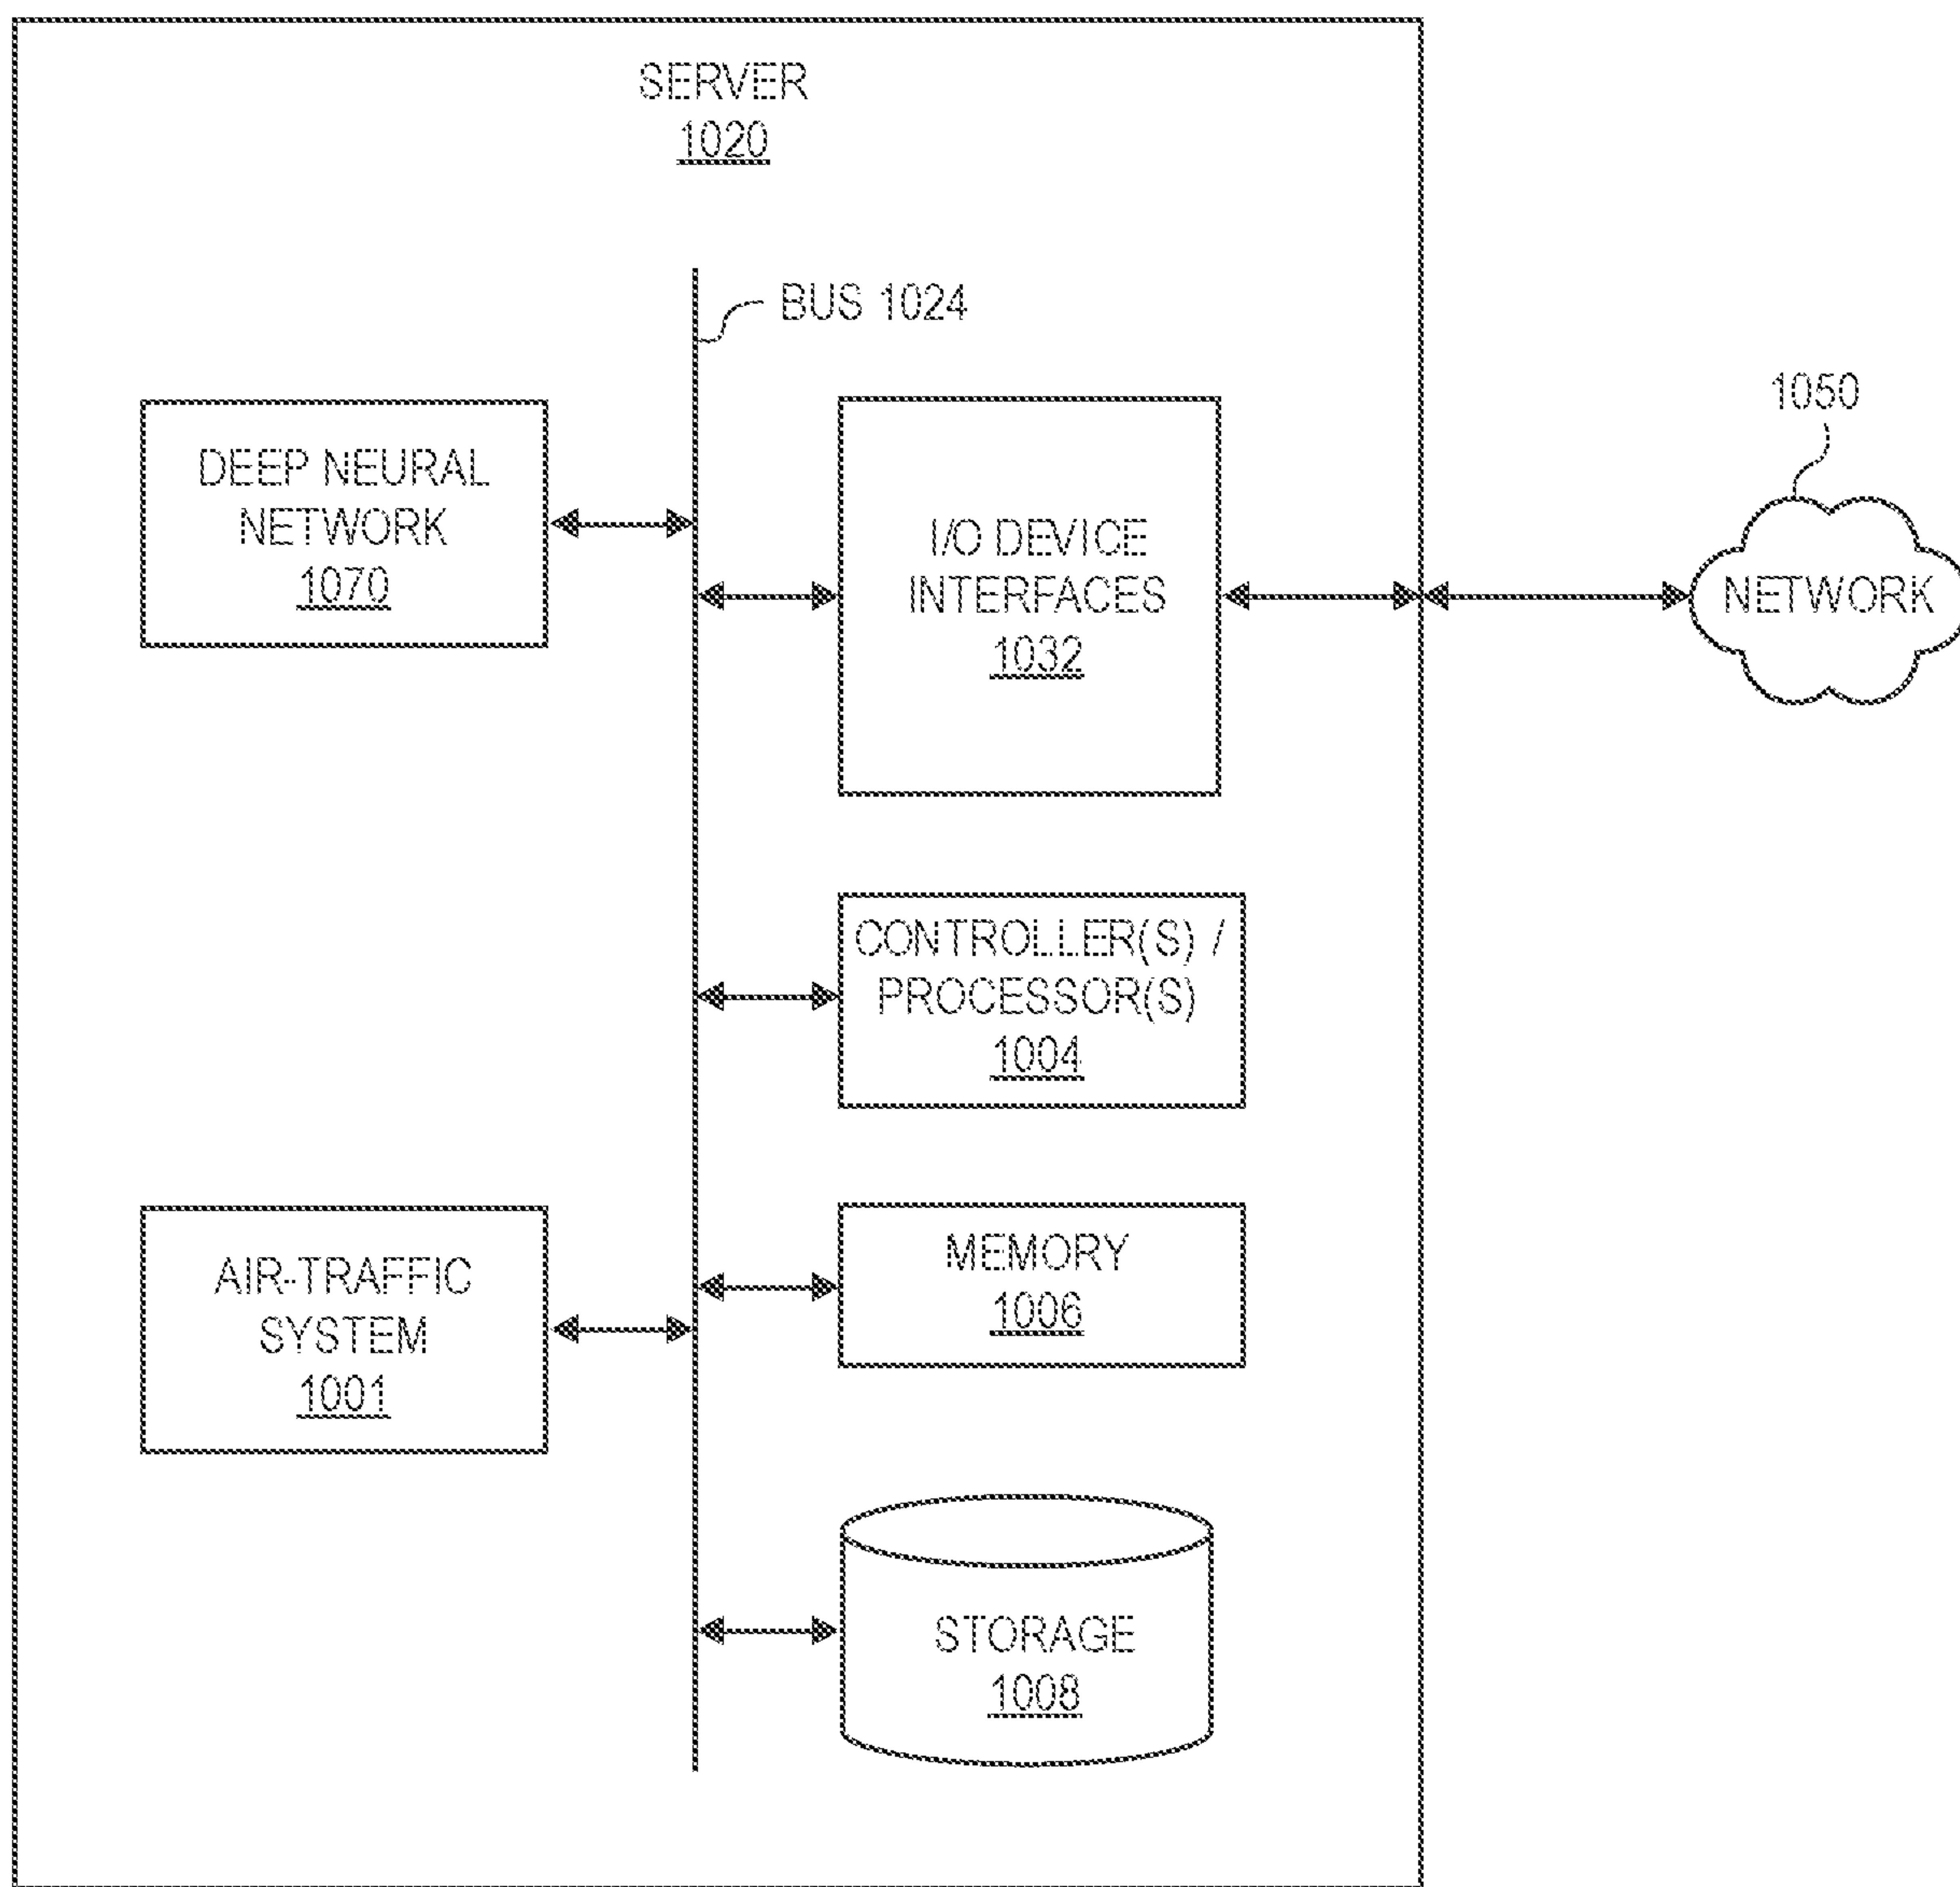 SERVER
1020
BUS 1024
DEEP NEURAL
NETWORK
1070
I/O DEVICE
INTERFACES
1032
1050
NETWORK
CONTROLLER(S) /
PROCESSOR(S)
1004
AIR-TRAFFIC
SYSTEM
1001
MEMORY
1006
STORAGE
1008